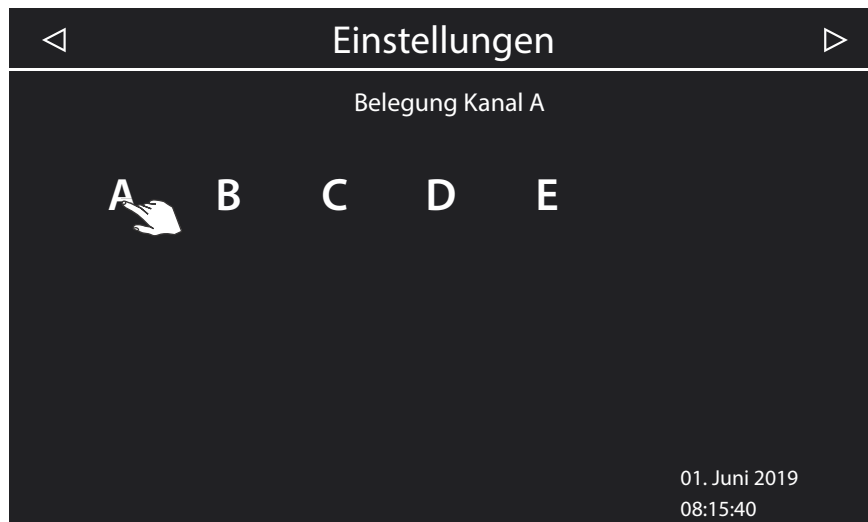 Einstellungen
Belegung Kanal A
A B C D E
01. Juni 2019
08:15:40